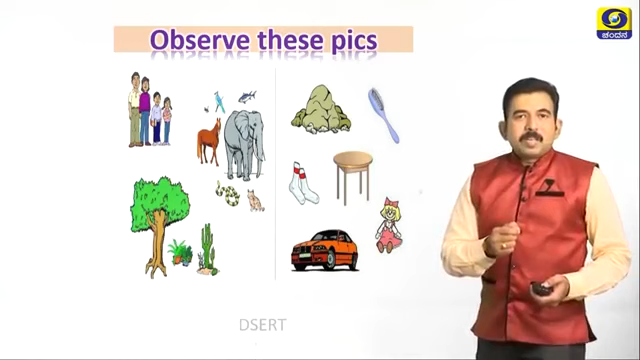 Observe these pics
ಚಂದನ
DSERT